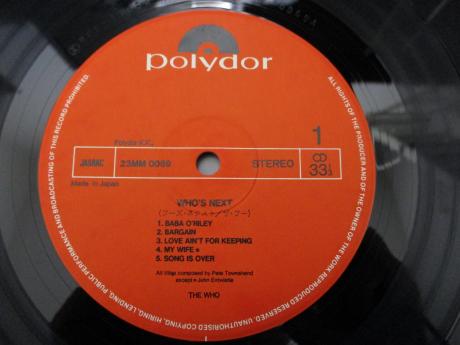 polydor
Polydor K.K.,
JASRAC
23MM 0069
STEREO
1
CD
33⅓
Made in Japan
WHO'S NEXT
(フーズ・ネクスト/ザ・フー)
1. BABA O'RILEY
2. BARGAIN
3. LOVE AIN'T FOR KEEPING
4. MY WIFE *
5. SONG IS OVER
All titles composed by Pete Townshend
except * John Entwistle
THE WHO
ALL RIGHTS OF THE PRODUCER AND OF THE OWNER OF THE WORK REPRODUCED RESERVED. UNAUTHORISED COPYING, HIRING, LENDING, PUBLIC PERFORMANCE AND BROADCASTING OF THIS RECORD PROHIBITED.